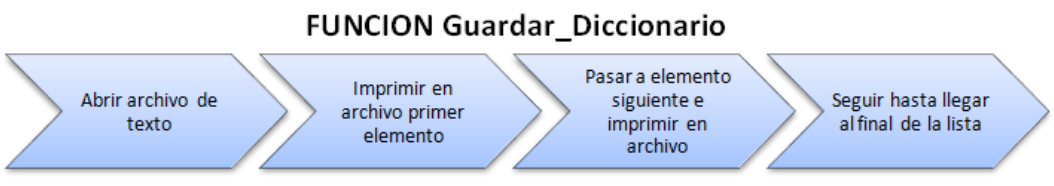 FUNCION Guardar_Diccionario
Abrir archivo de
texto
Imprimir en
archivo primer
elemento
Pasar a elemento
siguiente e
imprimir en
archivo
Seguir hasta llegar
al final de la lista